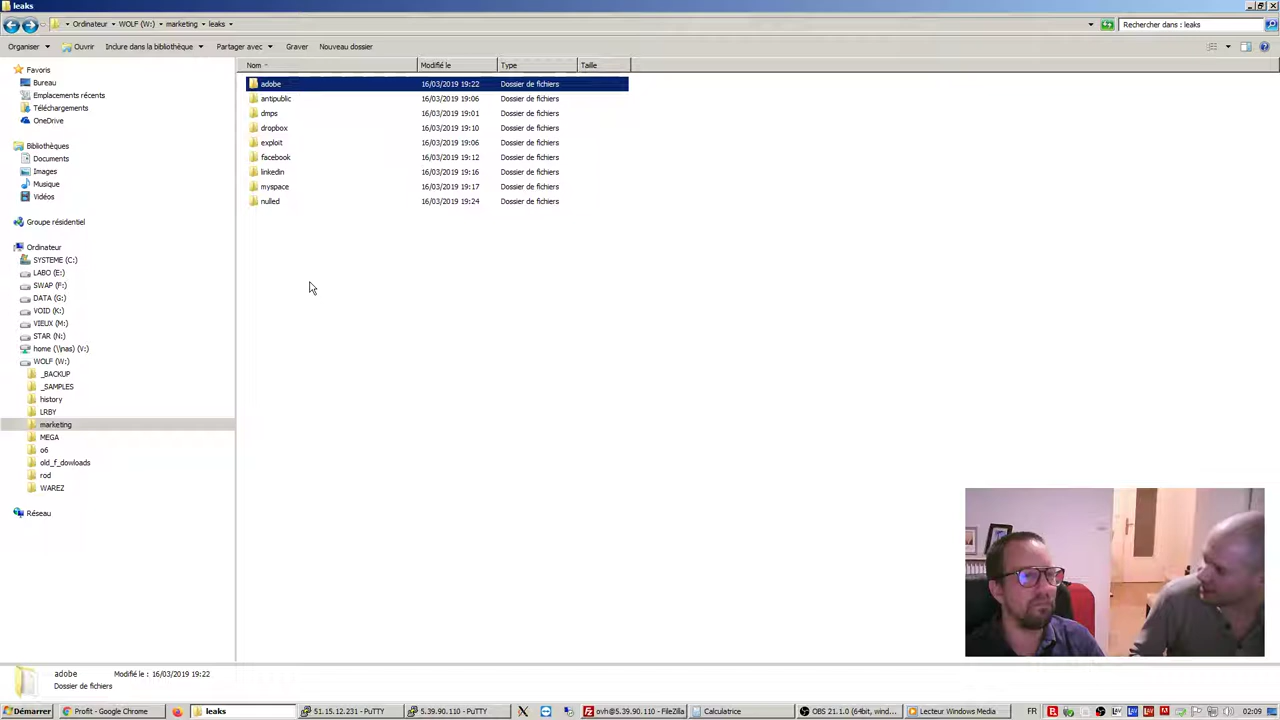 leaks
Ordinateur ▸ WOLF (W:) ▸ marketing ▸ leaks
Rechercher dans : leaks
Organiser Ouvrir Inclure dans la bibliothèque Partager avec Graver Nouveau dossier
Nom Modifié le Type Taille
adobe 16/03/2019 19:22 Dossier de fichiers
antipublic 16/03/2019 19:06 Dossier de fichiers
dmps 16/03/2019 19:01 Dossier de fichiers
dropbox 16/03/2019 19:10 Dossier de fichiers
exploit 16/03/2019 19:06 Dossier de fichiers
facebook 16/03/2019 19:12 Dossier de fichiers
linkedin 16/03/2019 19:16 Dossier de fichiers
myspace 16/03/2019 19:17 Dossier de fichiers
nulled 16/03/2019 19:24 Dossier de fichiers
Favoris
Bureau
Emplacements récents
Téléchargements
OneDrive
Bibliothèques
Documents
Images
Musique
Vidéos
Groupe résidentiel
Ordinateur
SYSTEME (C:)
LABO (E:)
SWAP (F:)
DATA (G:)
VOID (K:)
VIEUX (M:)
STAR (N:)
home (\\nas) (V:)
WOLF (W:)
_BACKUP
_SAMPLES
history
LRBY
marketing
MEGA
o6
old_f_dowloads
rod
WAREZ
Réseau
adobe Modifié le : 16/03/2019 19:22
Dossier de fichiers
Démarrer Profit - Google Chrome leaks 51.15.12.231 - PuTTY 5.39.90.110 - PuTTY ovh@5.39.90.110 - FileZilla Calculatrice OBS 21.1.0 (64bit, wind... Lecteur Windows Media FR 02:09